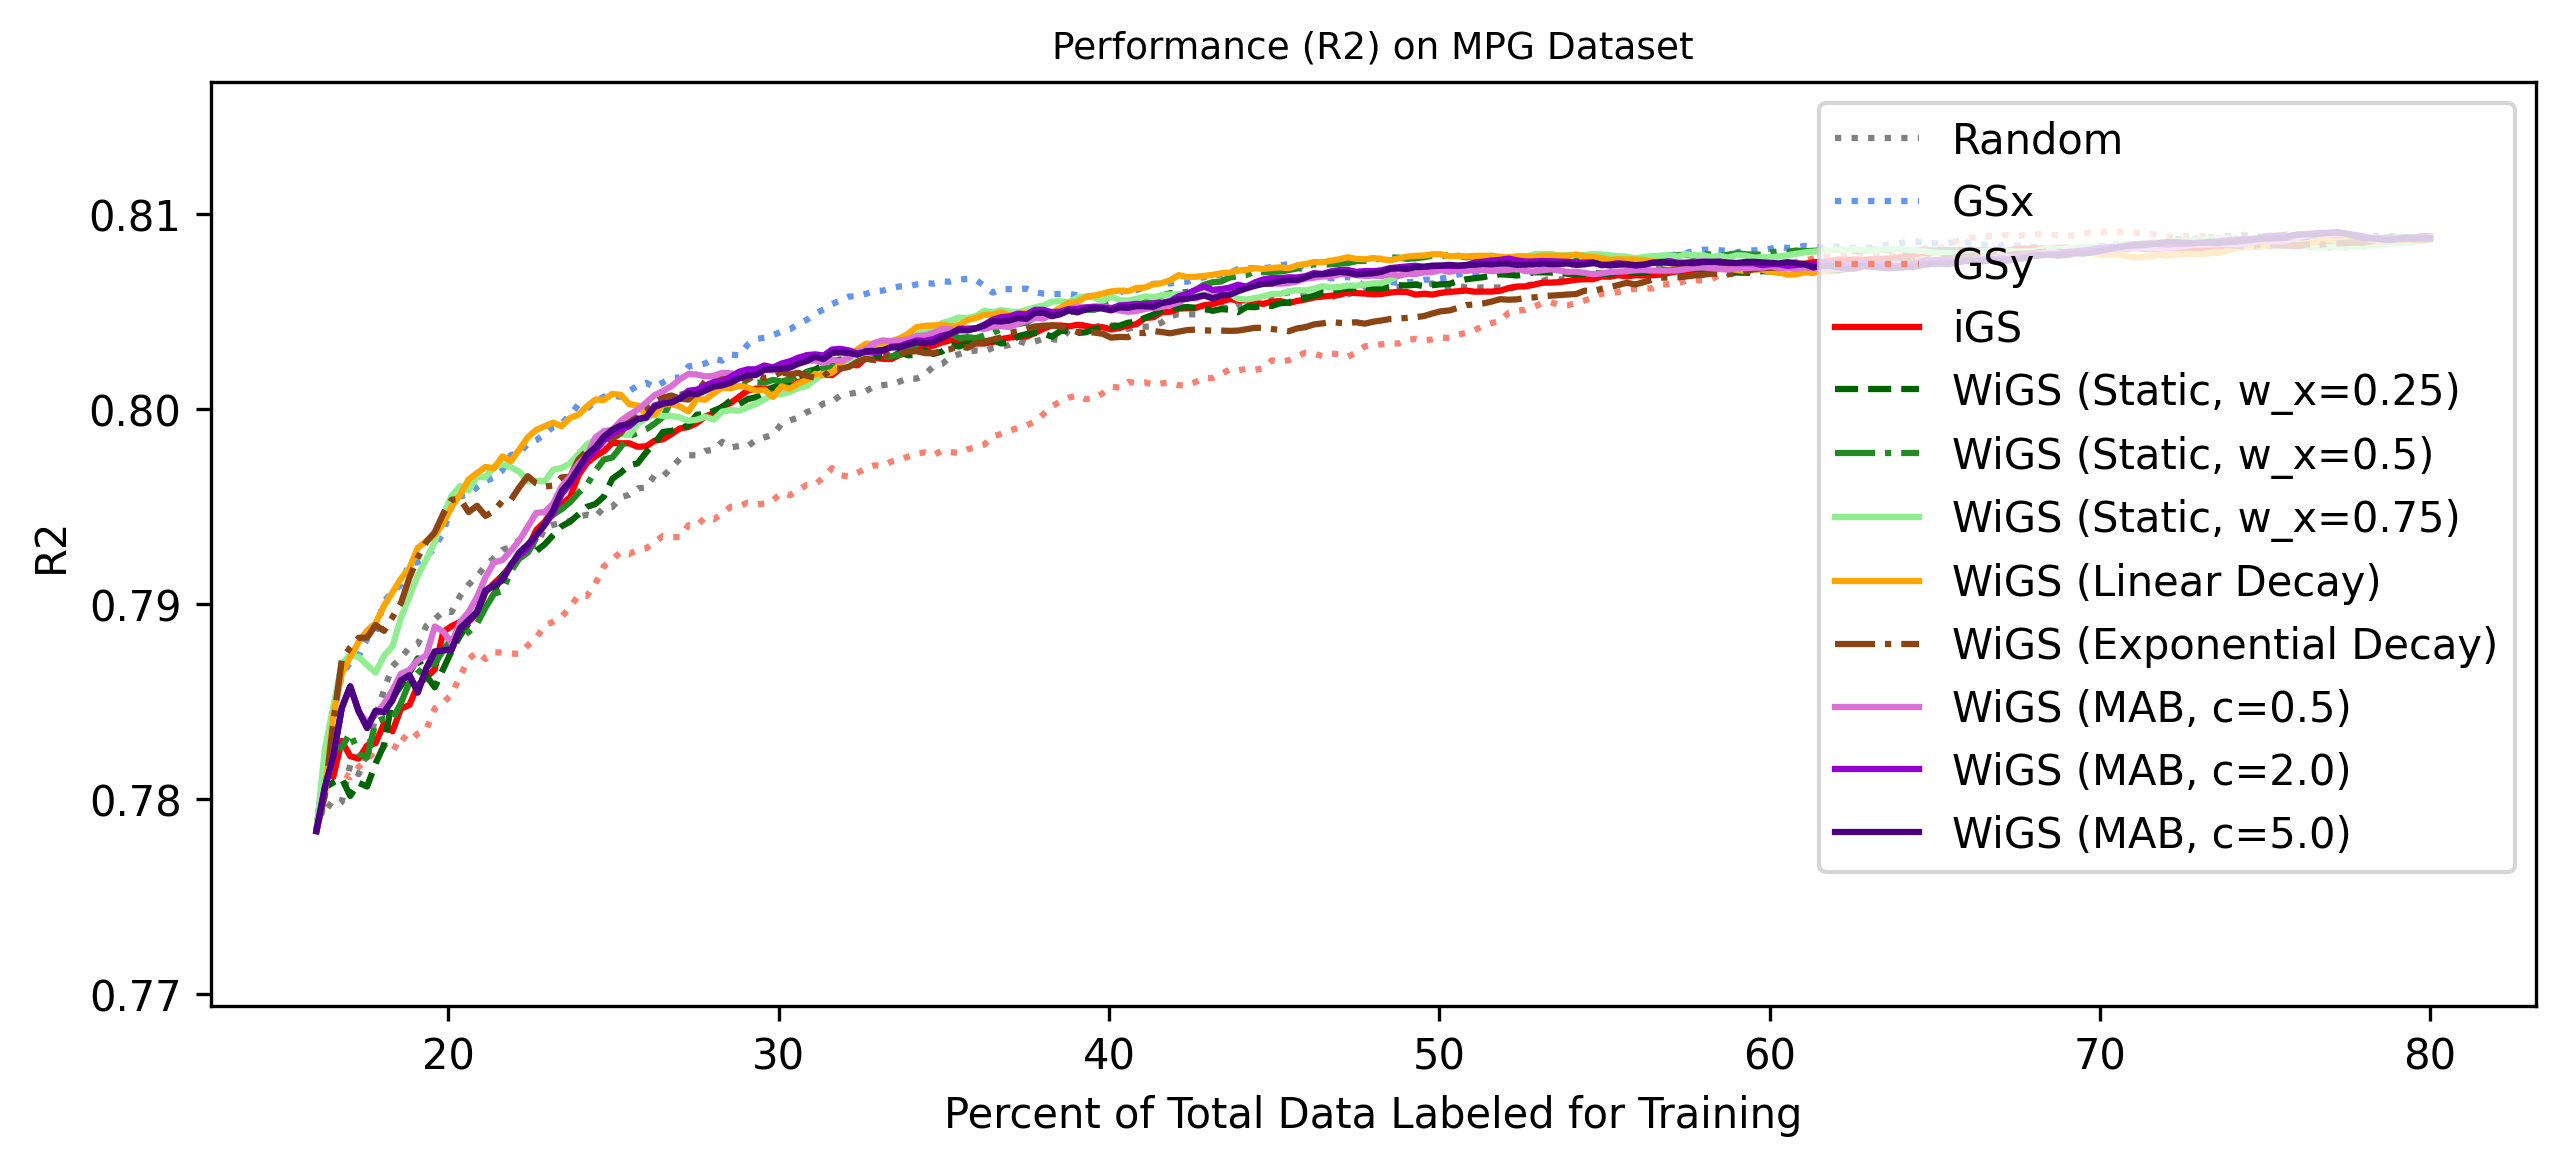 Performance (R2) on MPG Dataset
R2
0.81
0.80
0.79
0.78
0.77
20 30 40 50 60 70 80
Percent of Total Data Labeled for Training
Random
GSx
GSy
iGS
WiGS (Static, w_x=0.25)
WiGS (Static, w_x=0.5)
WiGS (Static, w_x=0.75)
WiGS (Linear Decay)
WiGS (Exponential Decay)
WiGS (MAB, c=0.5)
WiGS (MAB, c=2.0)
WiGS (MAB, c=5.0)